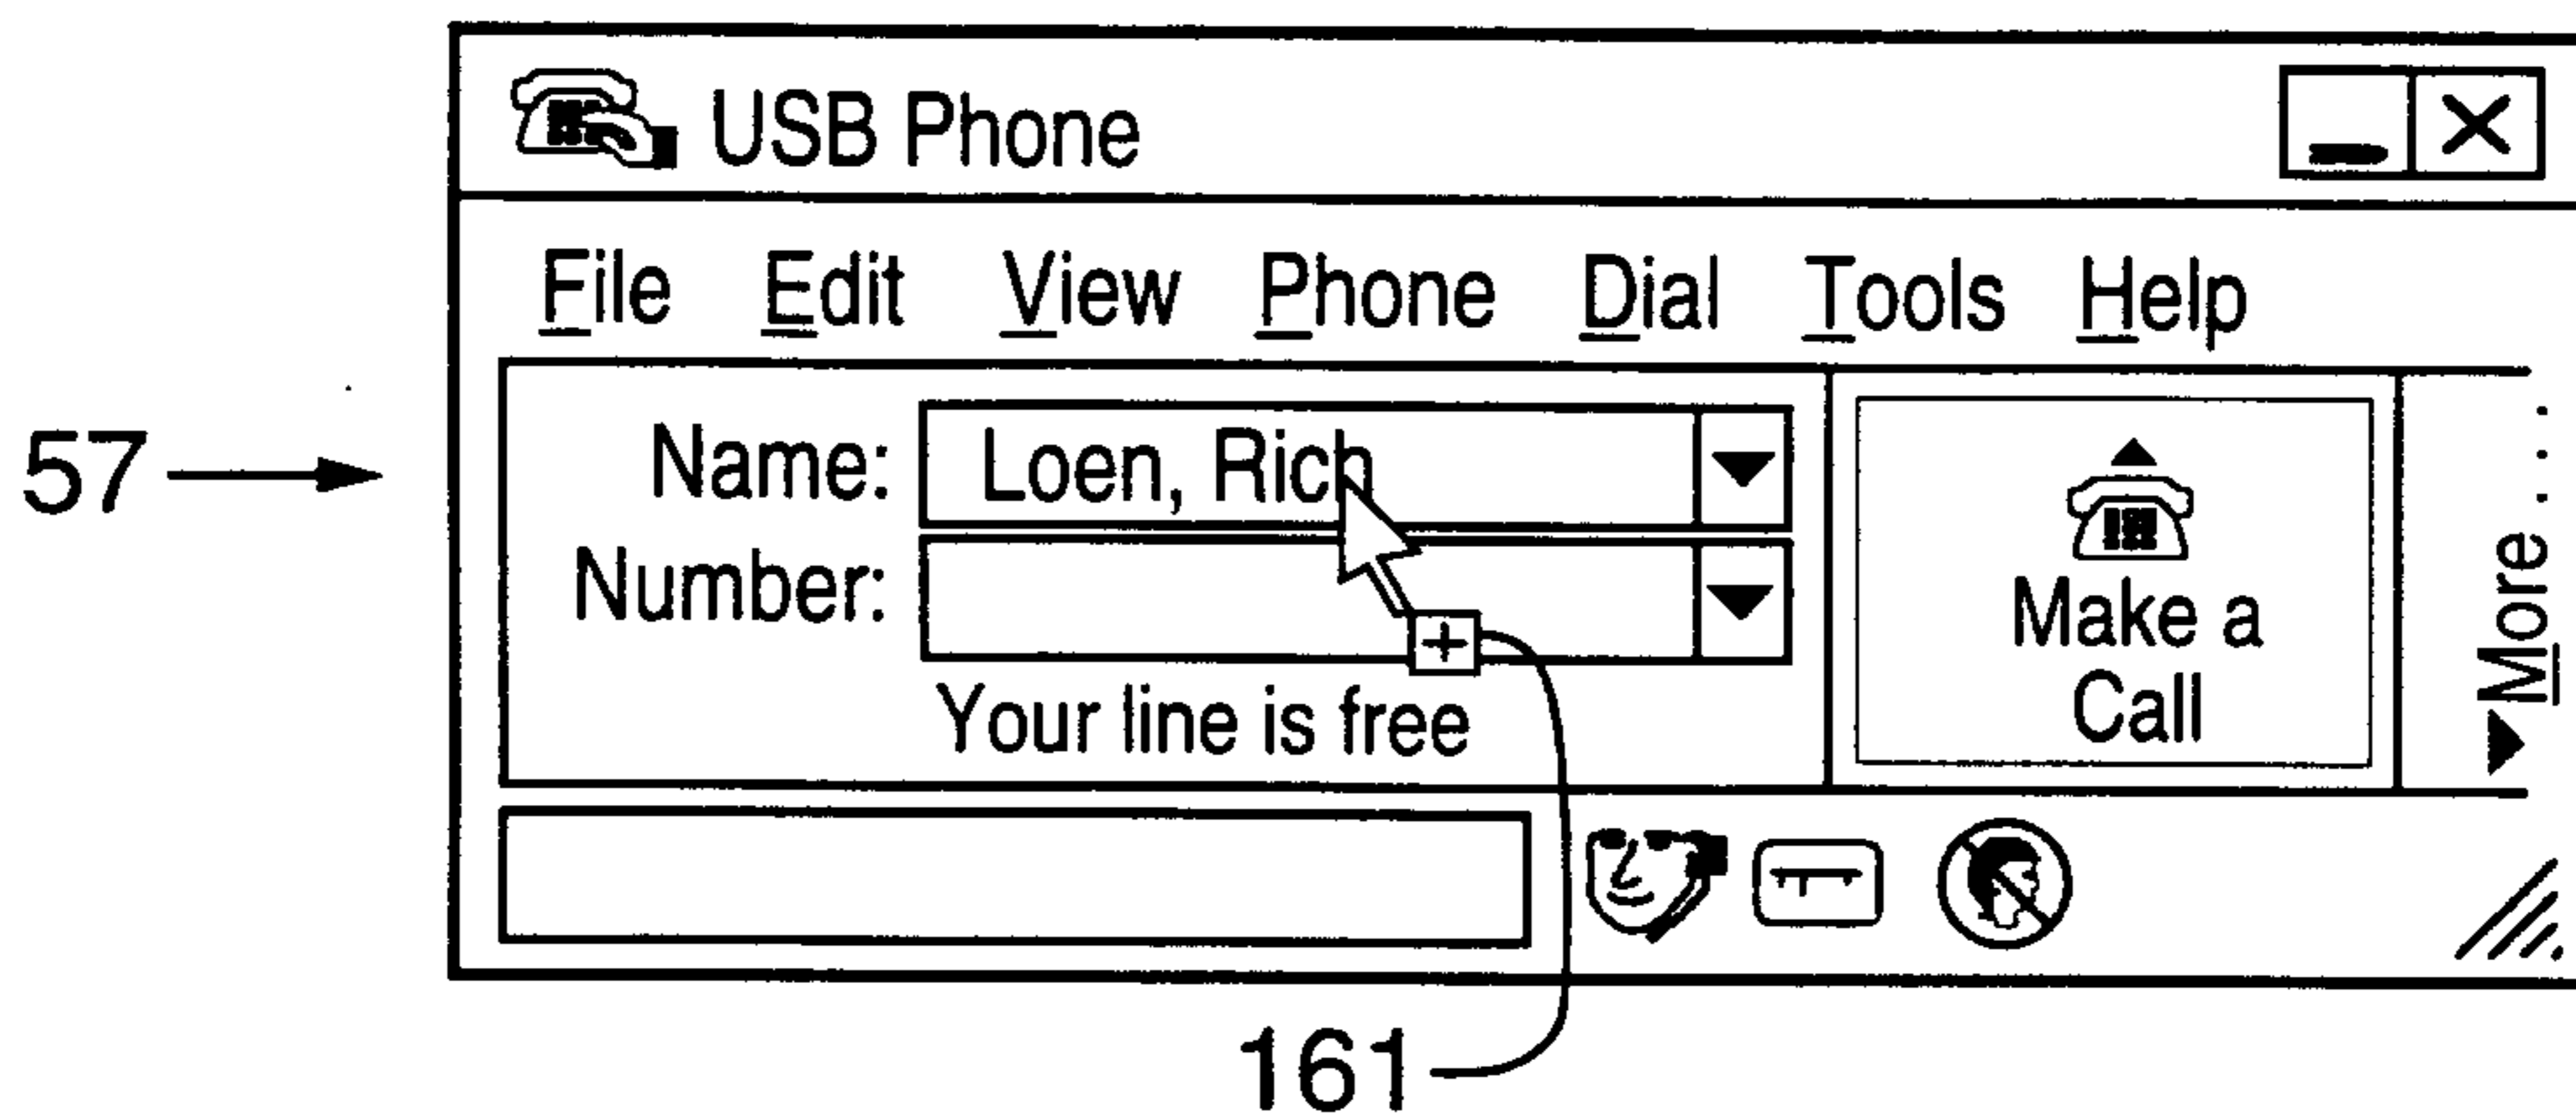 USB Phone
File Edit View Phone Dial Tools Help
57
Name: Loen, Rich
Number:
Your line is free
Make a
Call
More . . .
161